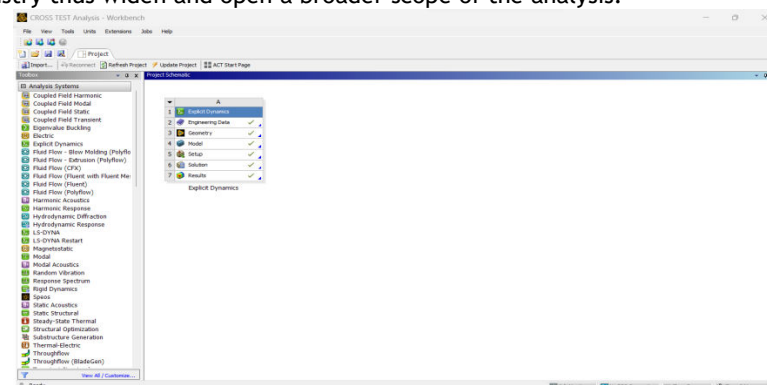 stry thus widen and open a broader scope of the analysis.
CROSS TEST Analysis - Workbench
File View Tools Units Extensions Jobs Help
Project
Import... Reconnect Refresh Project Update Project ACT Start Page
Toolbox
Project Schematic
Analysis Systems
Coupled Field Harmonic
Coupled Field Modal
Coupled Field Static
Coupled Field Transient
Eigenvalue Buckling
Electric
Explicit Dynamics
Fluid Flow - Blow Molding (Polyflo
Fluid Flow - Extrusion (Polyflow)
Fluid Flow (CFX)
Fluid Flow (Fluent with Fluent Me
Fluid Flow (Fluent)
Fluid Flow (Polyflow)
Harmonic Acoustics
Harmonic Response
Hydrodynamic Diffraction
Hydrodynamic Response
LS-DYNA
LS-DYNA Restart
Magnetostatic
Modal
Modal Acoustics
Random Vibration
Response Spectrum
Rigid Dynamics
Speos
Static Acoustics
Static Structural
Steady-State Thermal
Structural Optimization
Substructure Generation
Thermal-Electric
Throughflow
Throughflow (BladeGen)
View All / Customize...
A
1 Explicit Dynamics
2 Engineering Data
3 Geometry
4 Model
5 Setup
6 Solution
7 Results
Explicit Dynamics